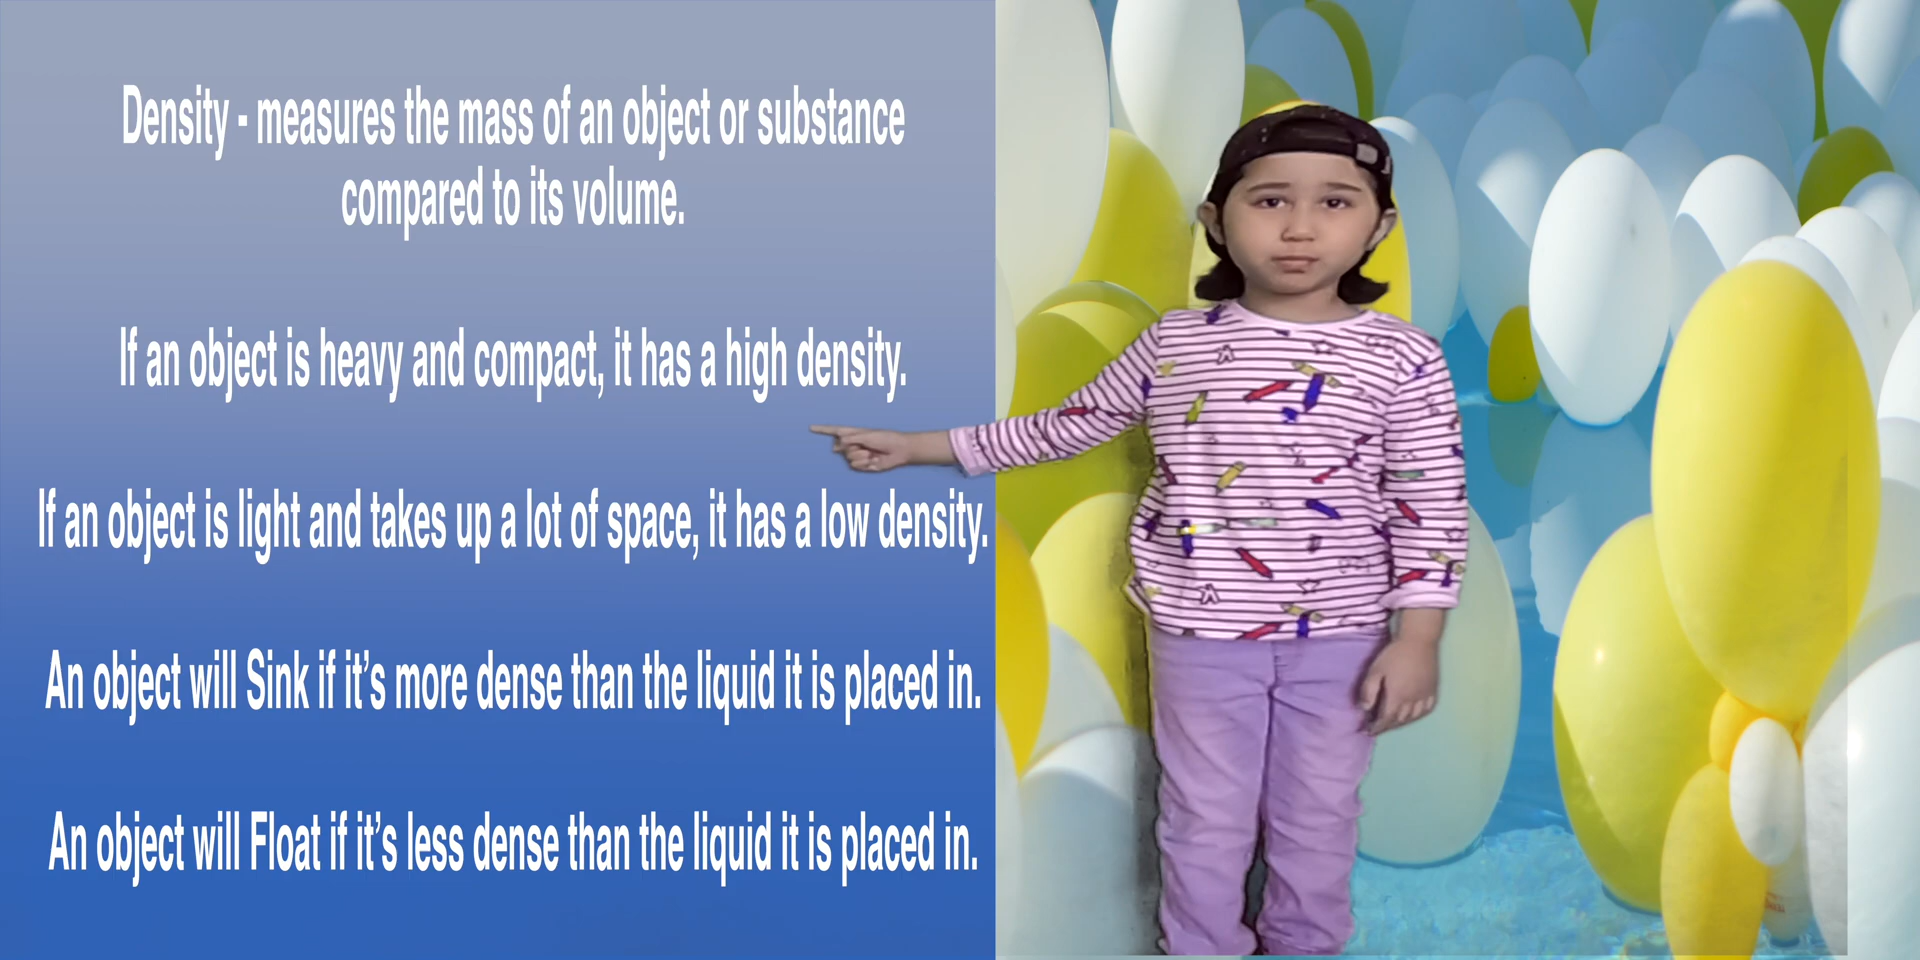 Density - measures the mass of an object or substance
compared to its volume.
If an object is heavy and compact, it has a high density.
If an object is light and takes up a lot of space, it has a low density.
An object will Sink if it’s more dense than the liquid it is placed in.
An object will Float if it’s less dense than the liquid it is placed in.